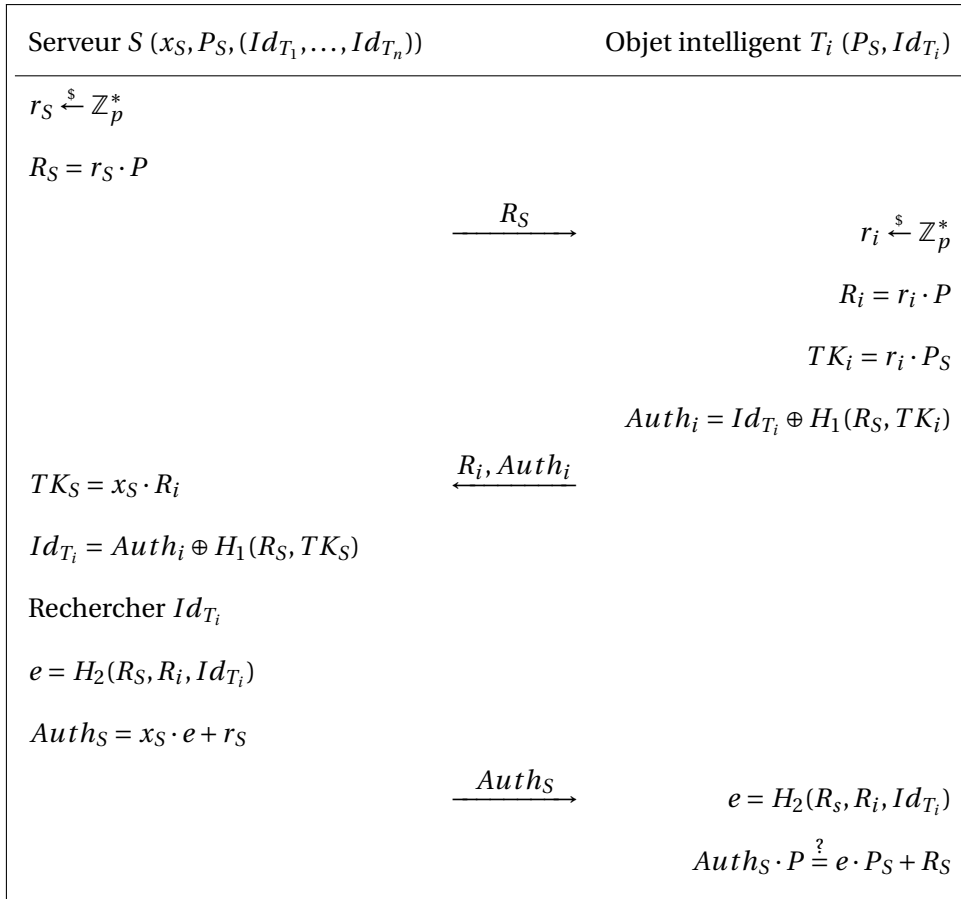 Serveur S (x_S, P_S, (Id_{T_1}, …, Id_{T_n})) Objet intelligent T_i (P_S, Id_{T_i})
r_S ←$ ℤ_p^*
R_S = r_S · P
R_S
r_i ←$ ℤ_p^*
R_i = r_i · P
TK_i = r_i · P_S
Auth_i = Id_{T_i} ⊕ H_1(R_S, TK_i)
R_i, Auth_i
TK_S = x_S · R_i
Id_{T_i} = Auth_i ⊕ H_1(R_S, TK_S)
Rechercher Id_{T_i}
e = H_2(R_S, R_i, Id_{T_i})
Auth_S = x_S · e + r_S
Auth_S
e = H_2(R_s, R_i, Id_{T_i})
Auth_S · P ≟ e · P_S + R_S